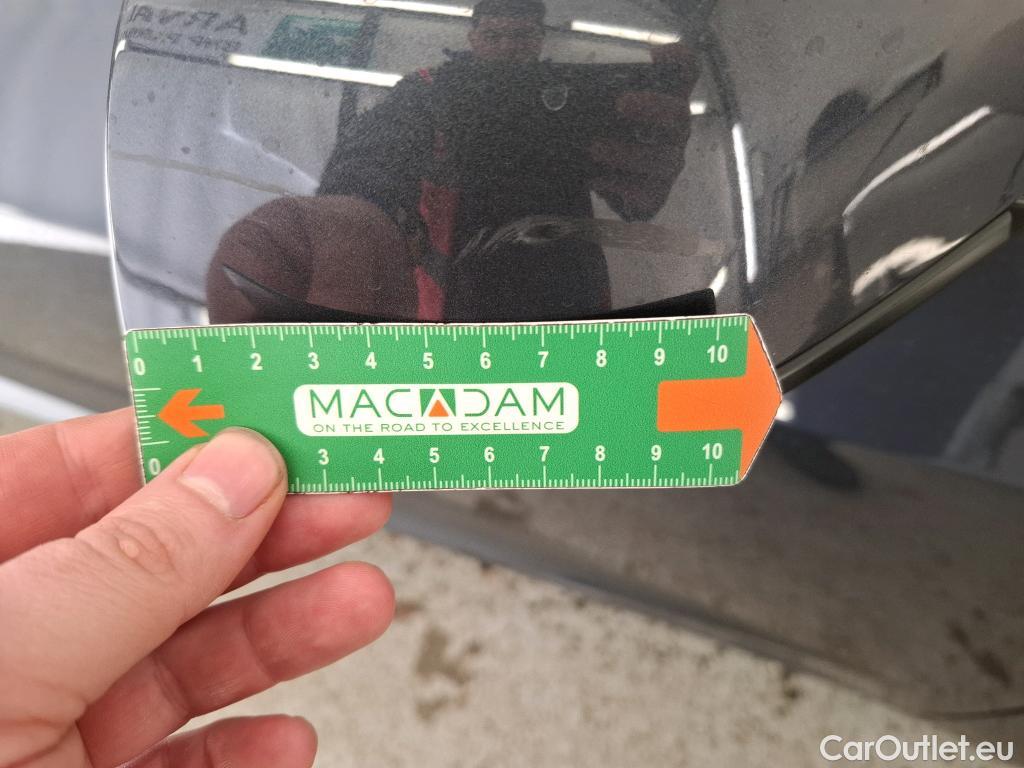 0 1 2 3 4 5 6 7 8 9 10
MACADAM
ON THE ROAD TO EXCELLENCE
0 3 4 5 6 7 8 9 10
CarOutlet.eu